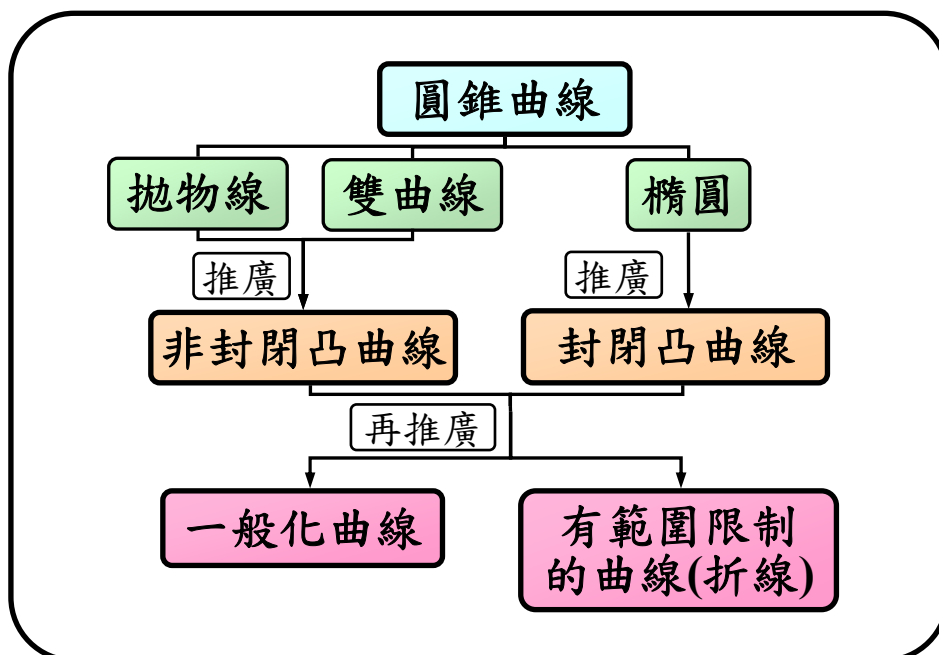 圓錐曲線
拋物線
雙曲線
橢圓
推廣
推廣
非封閉凸曲線
封閉凸曲線
再推廣
一般化曲線
有範圍限制
的曲線(折線)